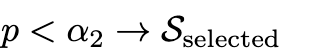 p < α₂ → 𝒮_selected